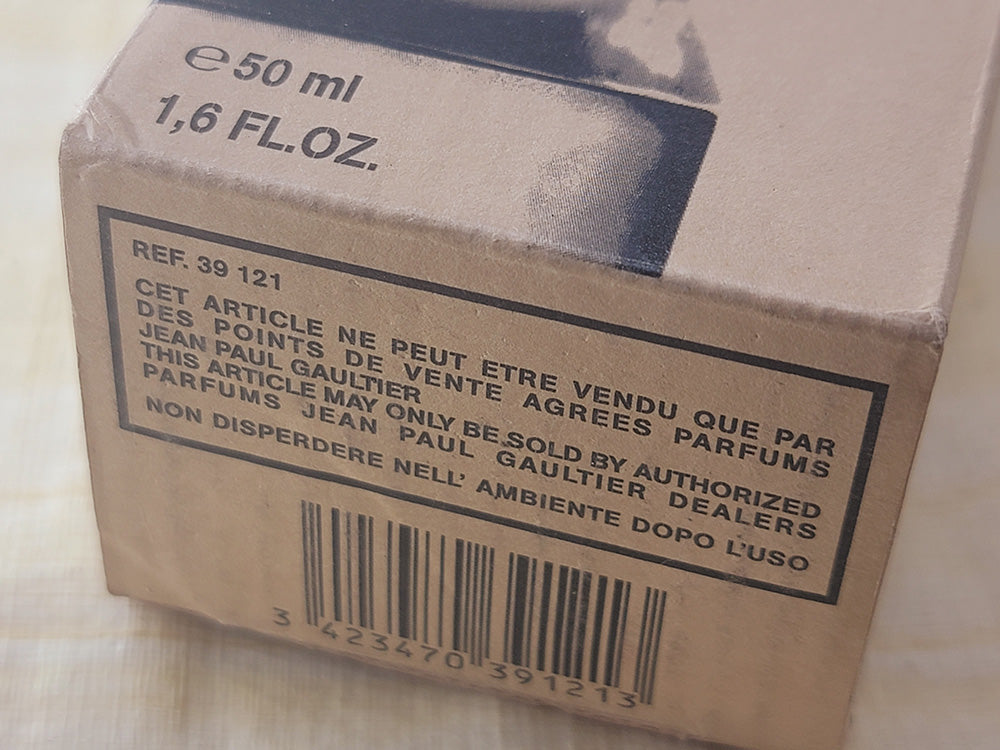 ℮ 50 ml
1,6 FL.OZ.
REF. 39 121
CET ARTICLE NE PEUT ETRE VENDU QUE PAR
DES POINTS DE VENTE AGREES PARFUMS
JEAN PAUL GAULTIER
THIS ARTICLE MAY ONLY BE SOLD BY AUTHORIZED
PARFUMS JEAN PAUL GAULTIER DEALERS
NON DISPERDERE NELL' AMBIENTE DOPO L'USO
3 423470 391213